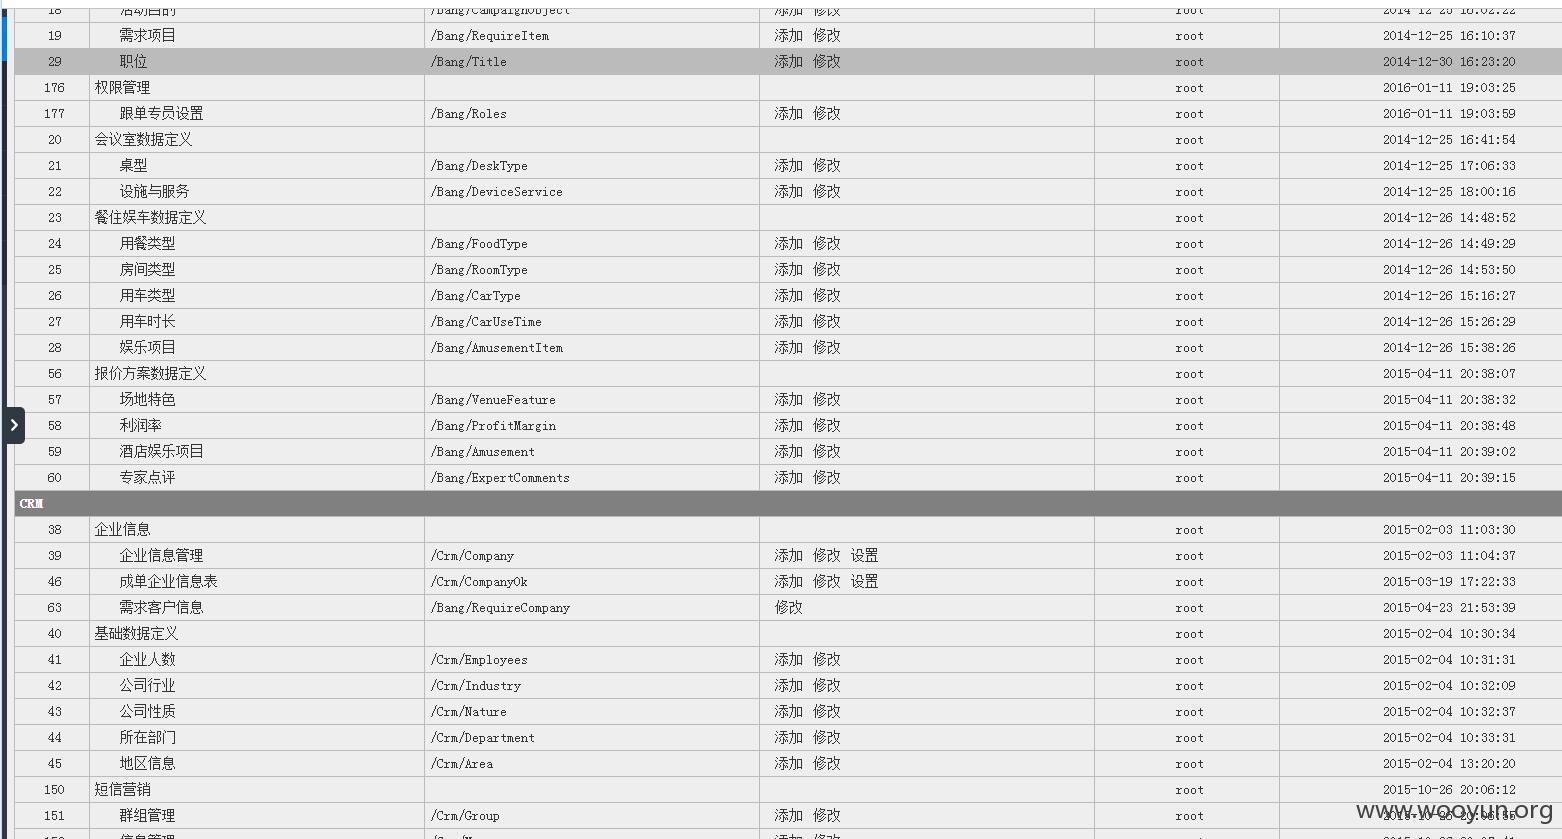 18 活动目的 /Bang/CampaignObject 添加 修改 root 2014-12-25 16:02:22
19 需求项目 /Bang/RequireItem 添加 修改 root 2014-12-25 16:10:37
29 职位 /Bang/Title 添加 修改 root 2014-12-30 16:23:20
176 权限管理 root 2016-01-11 19:03:25
177 跟单专员设置 /Bang/Roles 添加 修改 root 2016-01-11 19:03:59
20 会议室数据定义 root 2014-12-25 16:41:54
21 桌型 /Bang/DeskType 添加 修改 root 2014-12-25 17:06:33
22 设施与服务 /Bang/DeviceService 添加 修改 root 2014-12-25 18:00:16
23 餐住娱车数据定义 root 2014-12-26 14:48:52
24 用餐类型 /Bang/FoodType 添加 修改 root 2014-12-26 14:49:29
25 房间类型 /Bang/RoomType 添加 修改 root 2014-12-26 14:53:50
26 用车类型 /Bang/CarType 添加 修改 root 2014-12-26 15:16:27
27 用车时长 /Bang/CarUseTime 添加 修改 root 2014-12-26 15:26:29
28 娱乐项目 /Bang/AmusementItem 添加 修改 root 2014-12-26 15:38:26
56 报价方案数据定义 root 2015-04-11 20:38:07
57 场地特色 /Bang/VenueFeature 添加 修改 root 2015-04-11 20:38:32
58 利润率 /Bang/ProfitMargin 添加 修改 root 2015-04-11 20:38:48
59 酒店娱乐项目 /Bang/Amusement 添加 修改 root 2015-04-11 20:39:02
60 专家点评 /Bang/ExpertComments 添加 修改 root 2015-04-11 20:39:15
CRM
38 企业信息 root 2015-02-03 11:03:30
39 企业信息管理 /Crm/Company 添加 修改 设置 root 2015-02-03 11:04:37
46 成单企业信息表 /Crm/CompanyOk 添加 修改 设置 root 2015-03-19 17:22:33
63 需求客户信息 /Bang/RequireCompany 修改 root 2015-04-23 21:53:39
40 基础数据定义 root 2015-02-04 10:30:34
41 企业人数 /Crm/Employees 添加 修改 root 2015-02-04 10:31:31
42 公司行业 /Crm/Industry 添加 修改 root 2015-02-04 10:32:09
43 公司性质 /Crm/Nature 添加 修改 root 2015-02-04 10:32:37
44 所在部门 /Crm/Department 添加 修改 root 2015-02-04 10:33:31
45 地区信息 /Crm/Area 添加 修改 root 2015-02-04 13:20:20
150 短信营销 root 2015-10-26 20:06:12
151 群组管理 /Crm/Group 添加 修改 root 2015-10-26 20:06:55
www.wooyun.org
信息管理 添加 修改